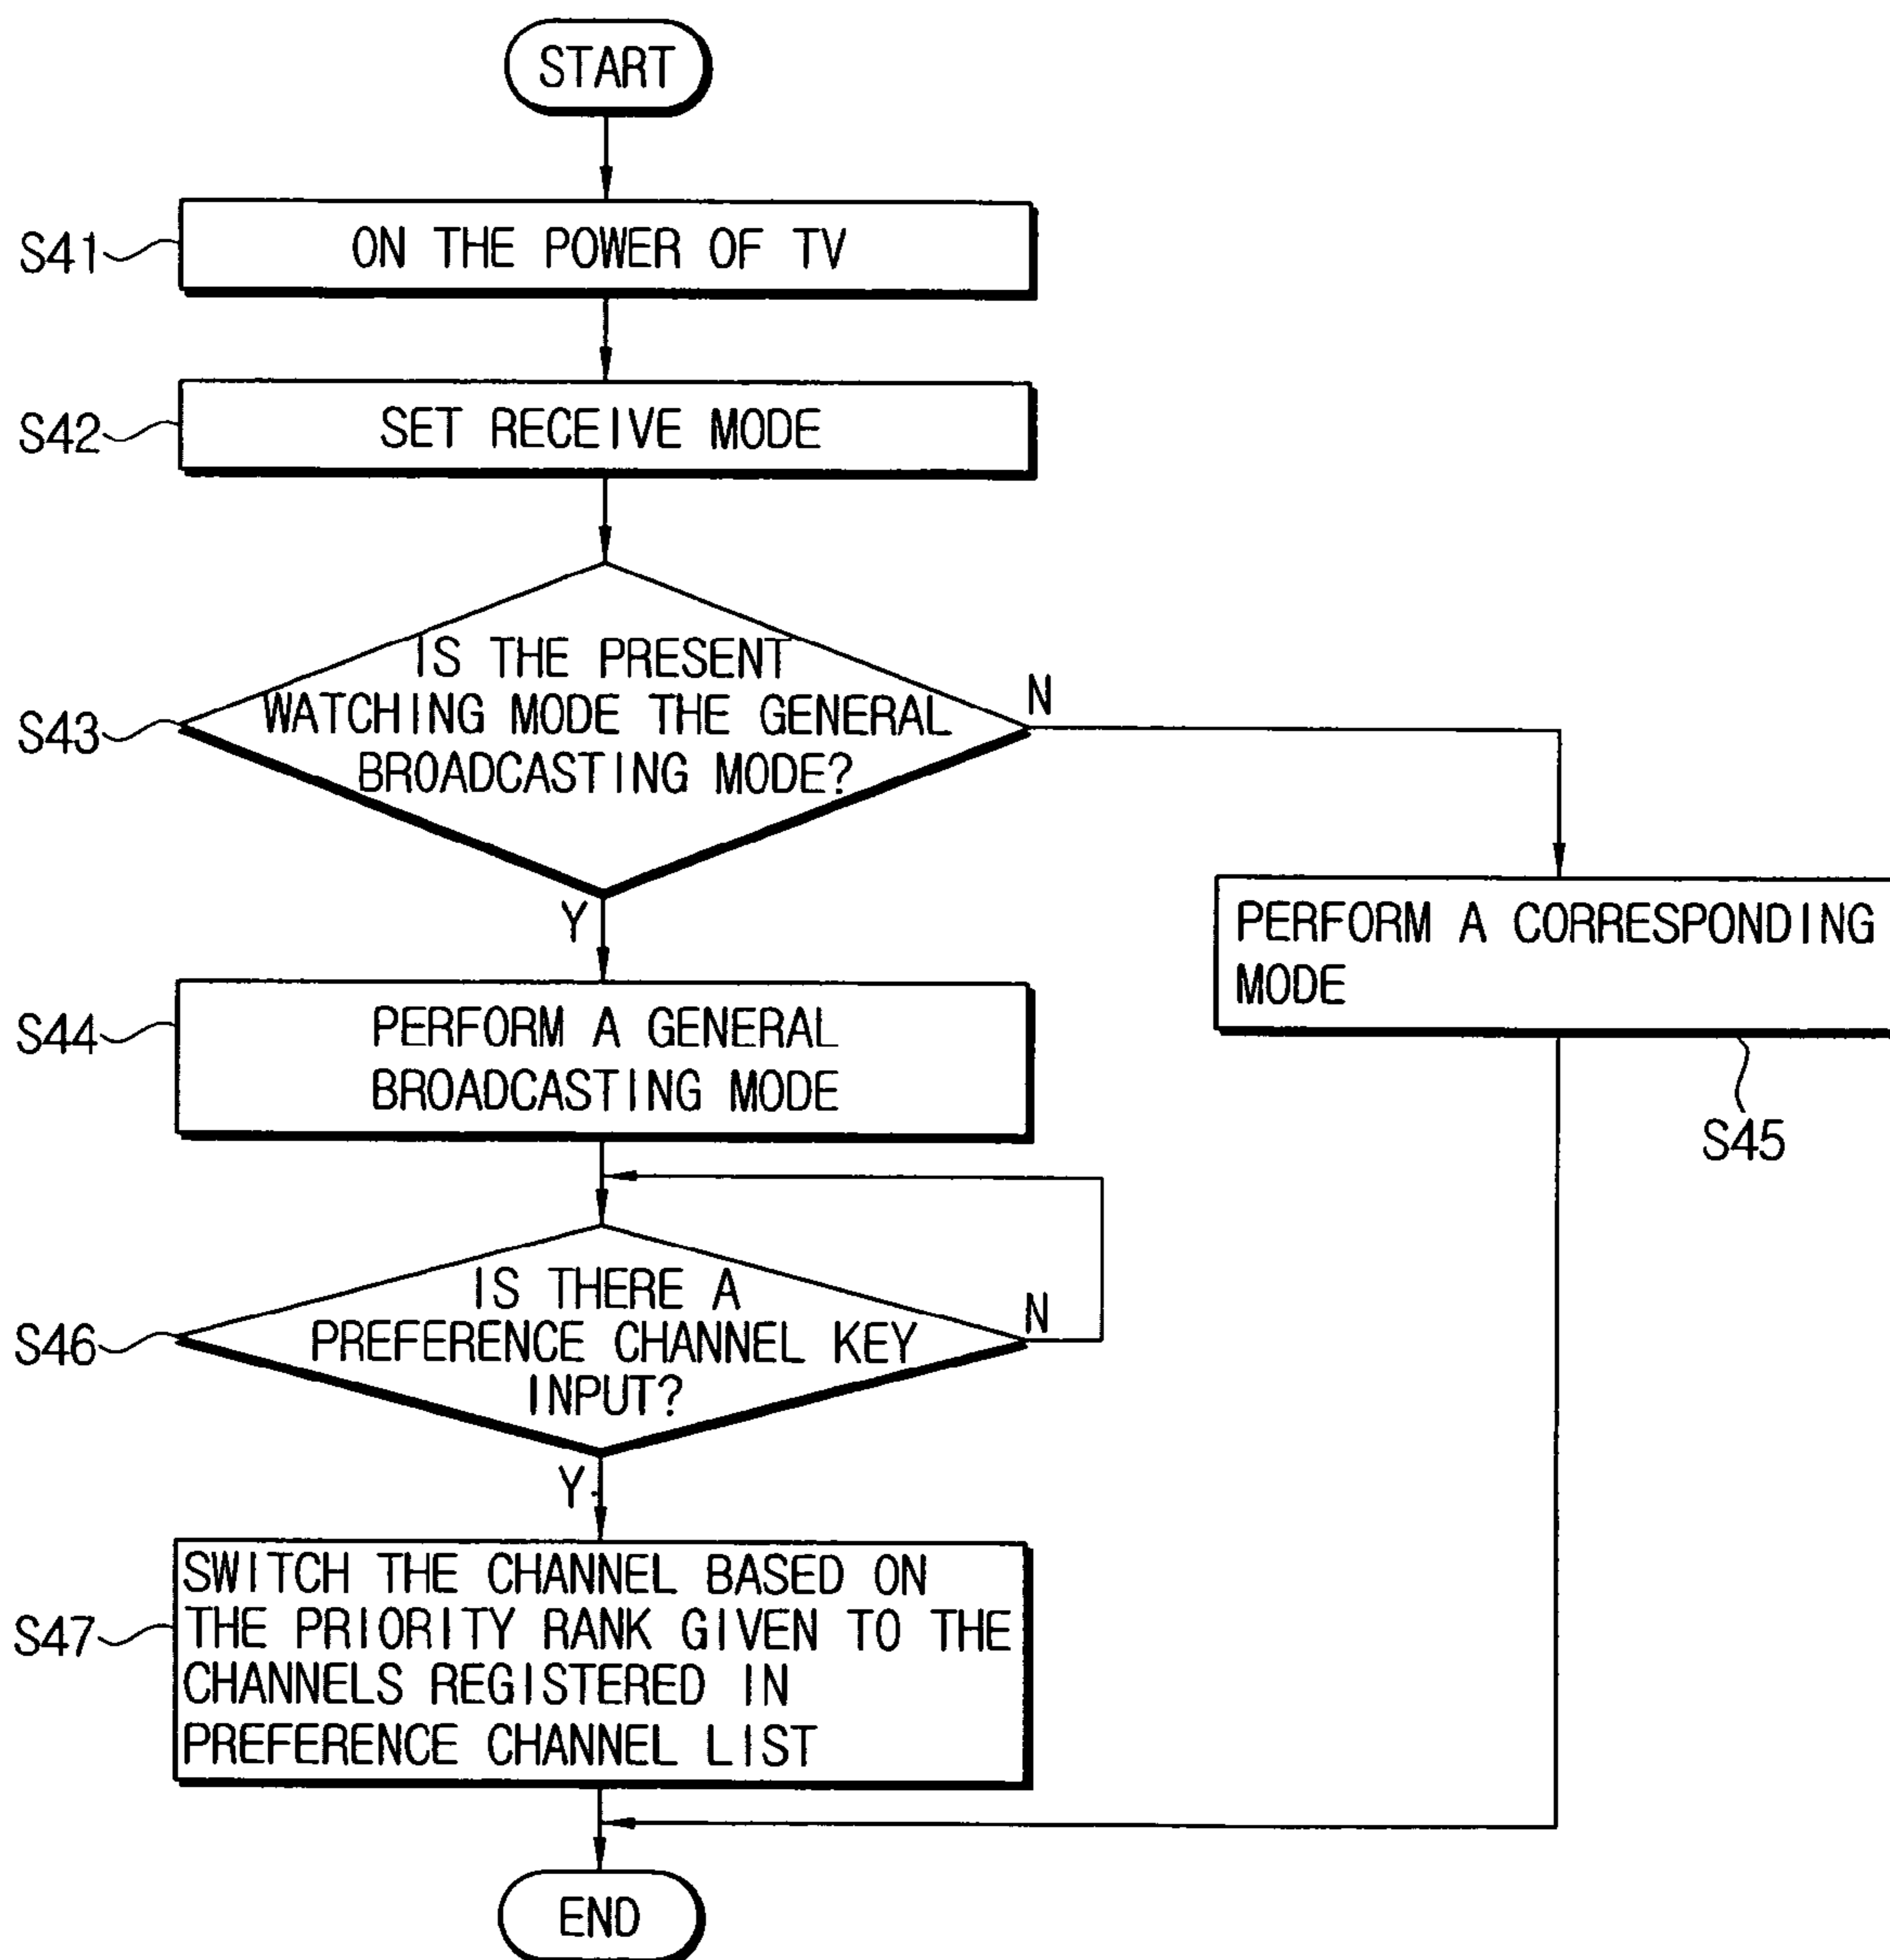 START
S41
ON THE POWER OF TV
S42
SET RECEIVE MODE
S43
IS THE PRESENT
WATCHING MODE THE GENERAL
BROADCASTING MODE?
N
Y
PERFORM A CORRESPONDING
MODE
S45
S44
PERFORM A GENERAL
BROADCASTING MODE
S46
IS THERE A
PREFERENCE CHANNEL KEY
INPUT?
N
Y
S47
SWITCH THE CHANNEL BASED ON
THE PRIORITY RANK GIVEN TO THE
CHANNELS REGISTERED IN
PREFERENCE CHANNEL LIST
END